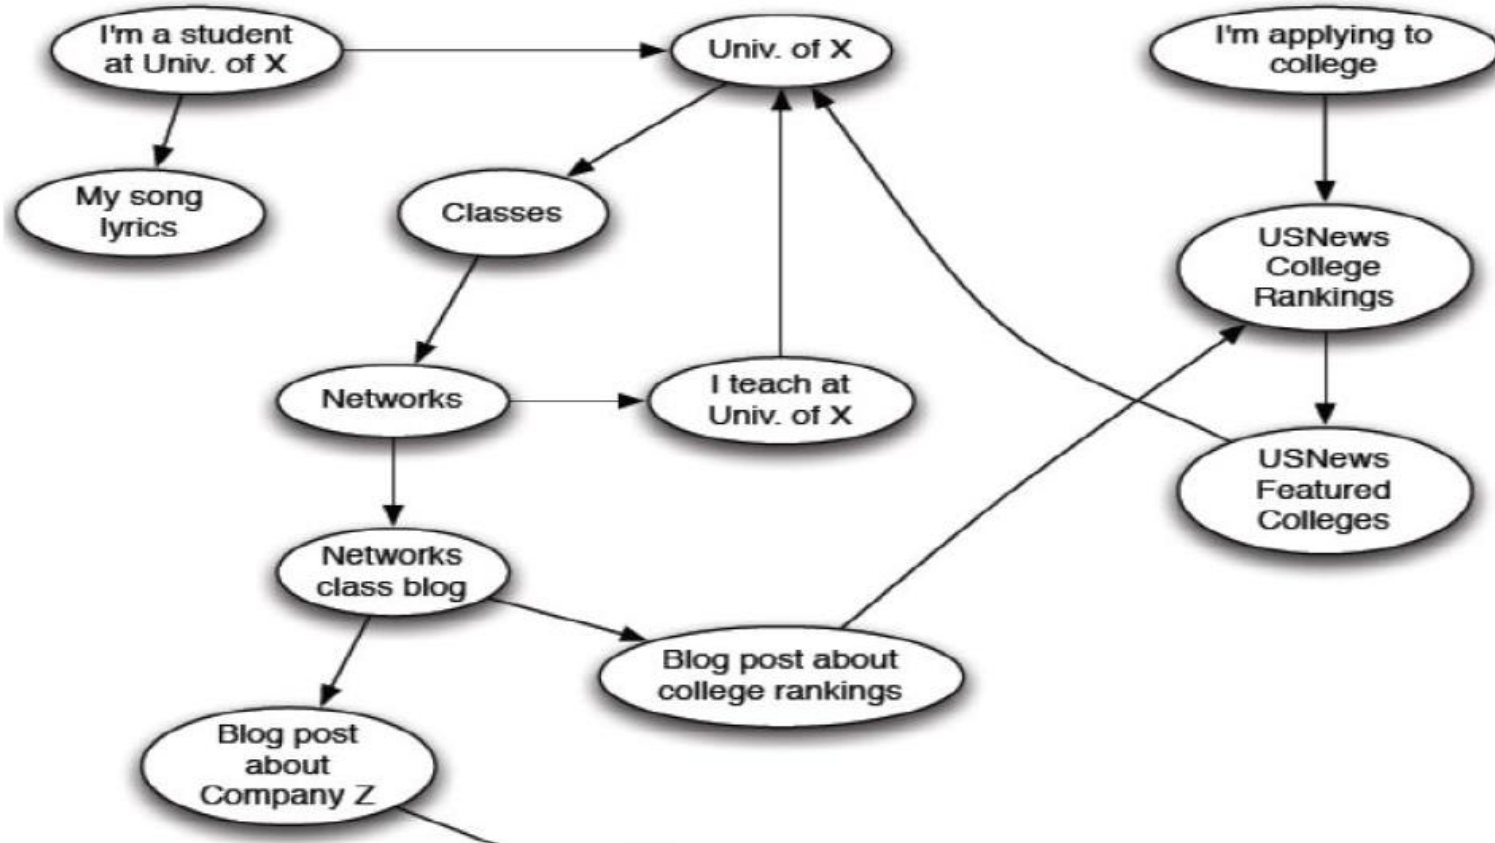 I'm a student
at Univ. of X
Univ. of X
I'm applying to
college
My song
lyrics
Classes
USNews
College
Rankings
Networks
I teach at
Univ. of X
USNews
Featured
Colleges
Networks
class blog
Blog post about
college rankings
Blog post
about
Company Z